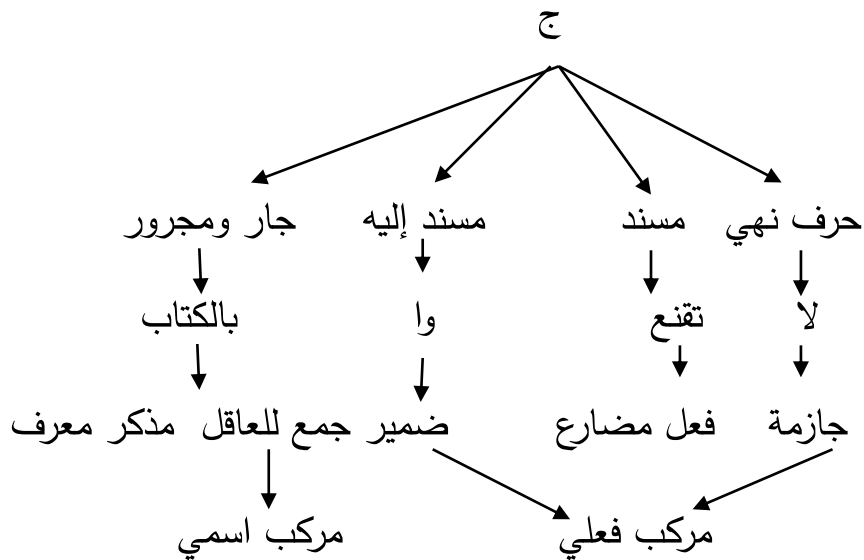 ج
حرف نهي مسند مسند إليه جار ومجرور
لا تقنع وا بالكتاب
جازمة فعل مضارع ضمير جمع للعاقل مذكر معرف
مركب فعلي مركب اسمي